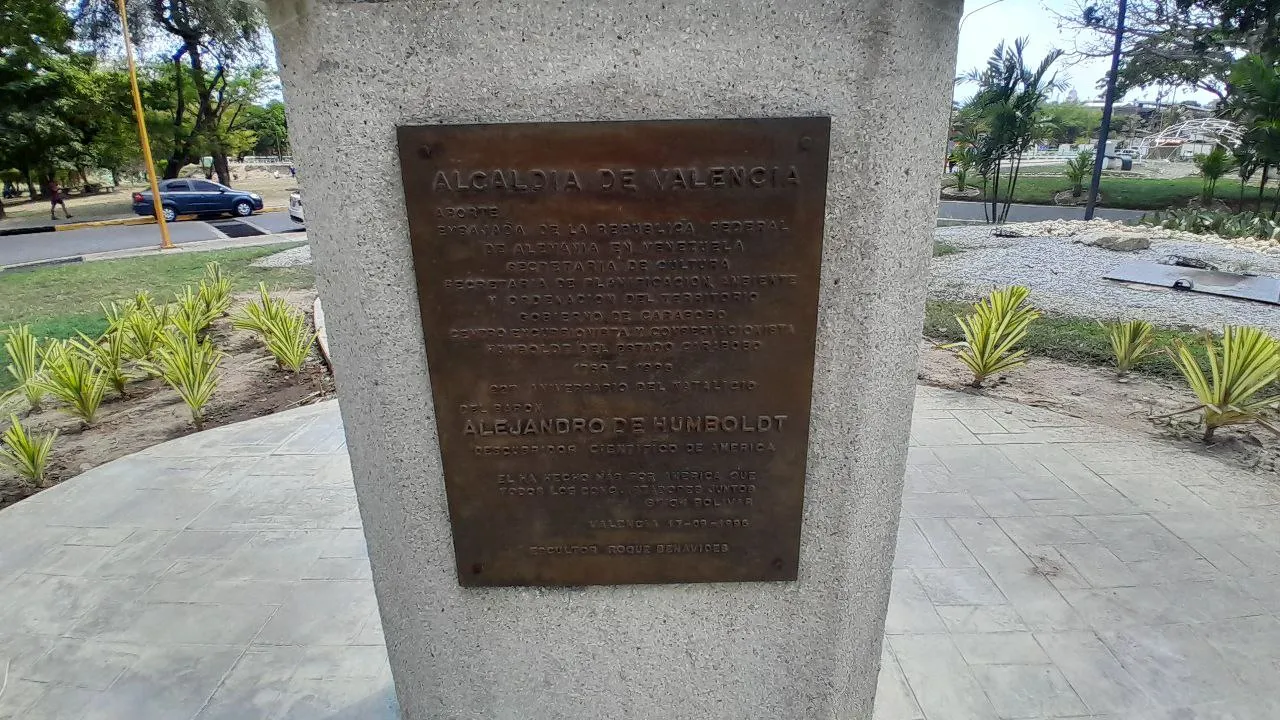 ALCALDIA DE VALENCIA
APORTE
EMBAJADA DE LA REPUBLICA FEDERAL
DE ALEMANIA EN VENEZUELA
SECRETARIA DE CULTURA
SECRETARIA DE PLANIFICACION, AMBIENTE
Y ORDENACION DEL TERRITORIO
GOBIERNO DE CARABOBO
CENTRO EXCURSIONISTA Y CONSERVACIONISTA
HUMBOLDT DEL ESTADO CARABOBO
ANIVERSARIO DEL NATALICIO
DEL BARON
ALEJANDRO DE HUMBOLDT
DESCUBRIDOR CIENTIFICO DE AMERICA
EL HA HECHO MAS POR AMERICA QUE
TODOS LOS JUNTOS
SIMON BOLIVAR
VALENCIA
ESCULTOR ROQUE BENAVIDES